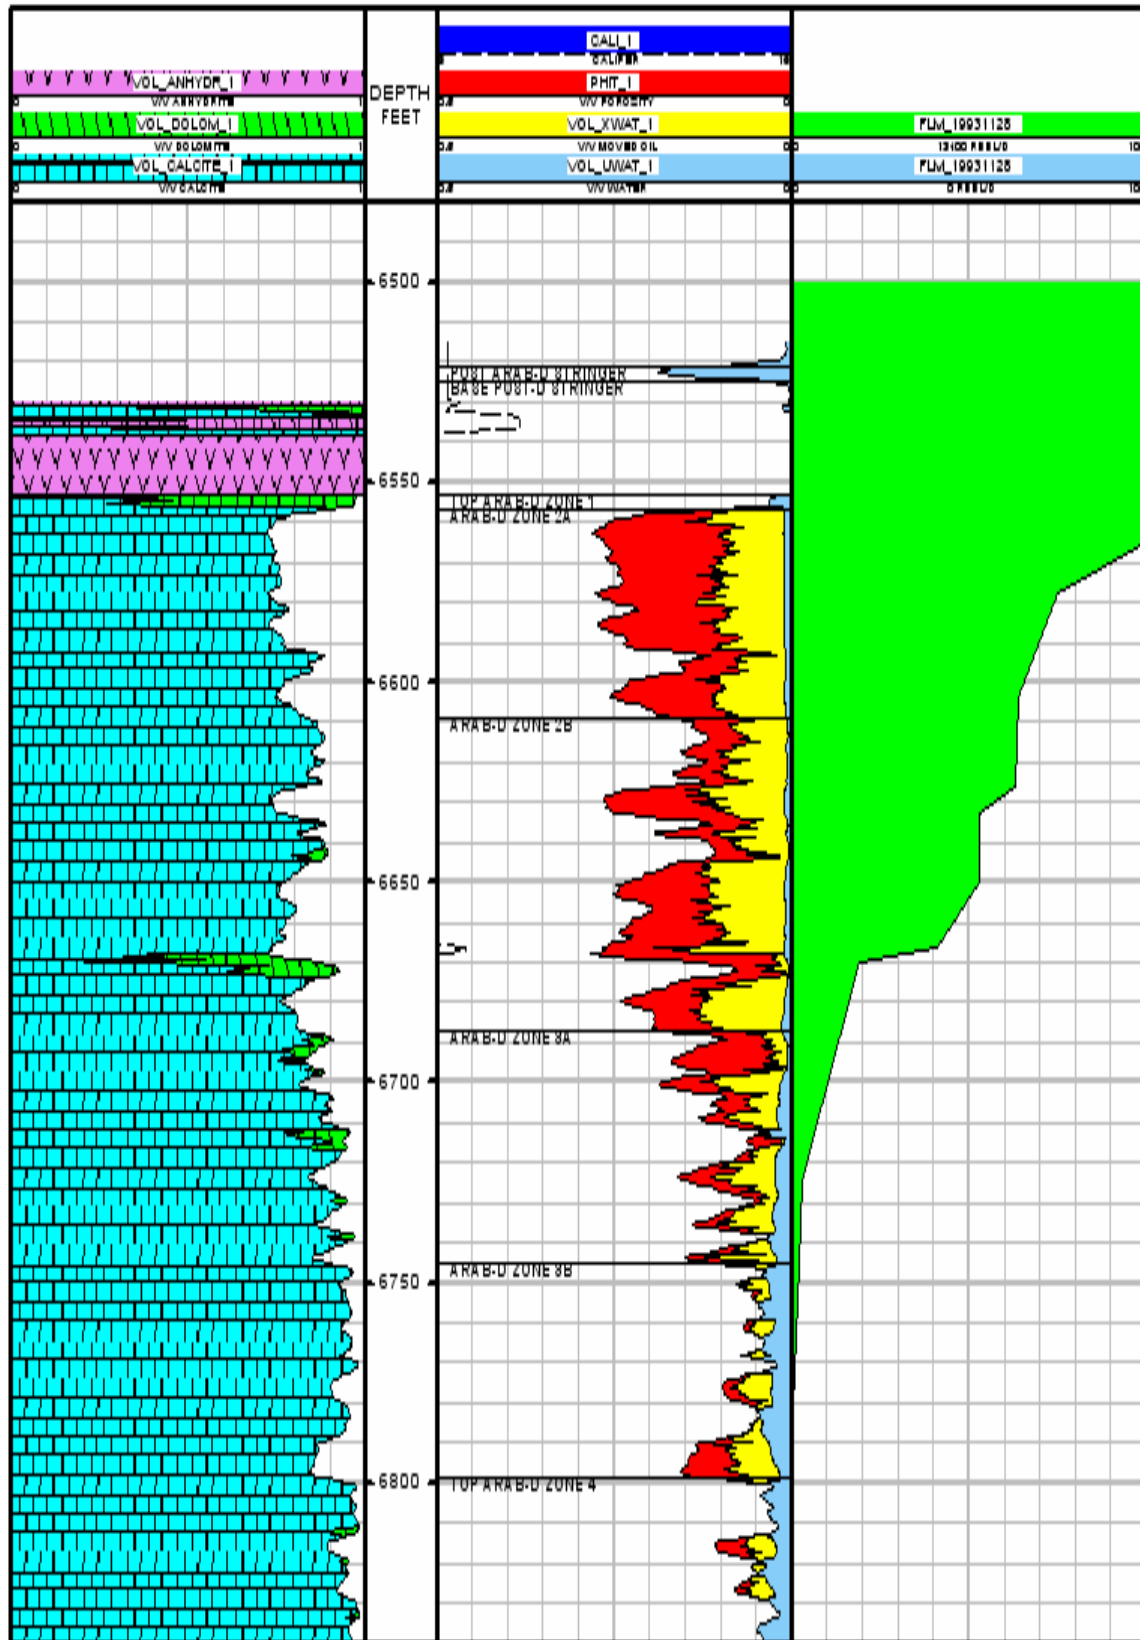 CALI_1
CALIPER
VOL_ANHYDR_1
V/V ANHYDRITE
DEPTH
FEET
PHIT_1
V/V POROSITY
VOL_DOLOM_1
V/V DOLOMITE
VOL_XWAT_1
V/V MOVED OIL
FLM_19931128
VOL_CALCITE_1
V/V CALCITE
VOL_UWAT_1
V/V WATER
FLM_19931128
6500
POST ARAB-D STRINGER
BASE POST-D STRINGER
6550
TOP ARAB-D ZONE 1
ARAB-D ZONE 2A
6600
ARAB-D ZONE 2B
6650
ARAB-D ZONE 3A
6700
ARAB-D ZONE 3B
6750
6800
TOP ARAB-D ZONE 4